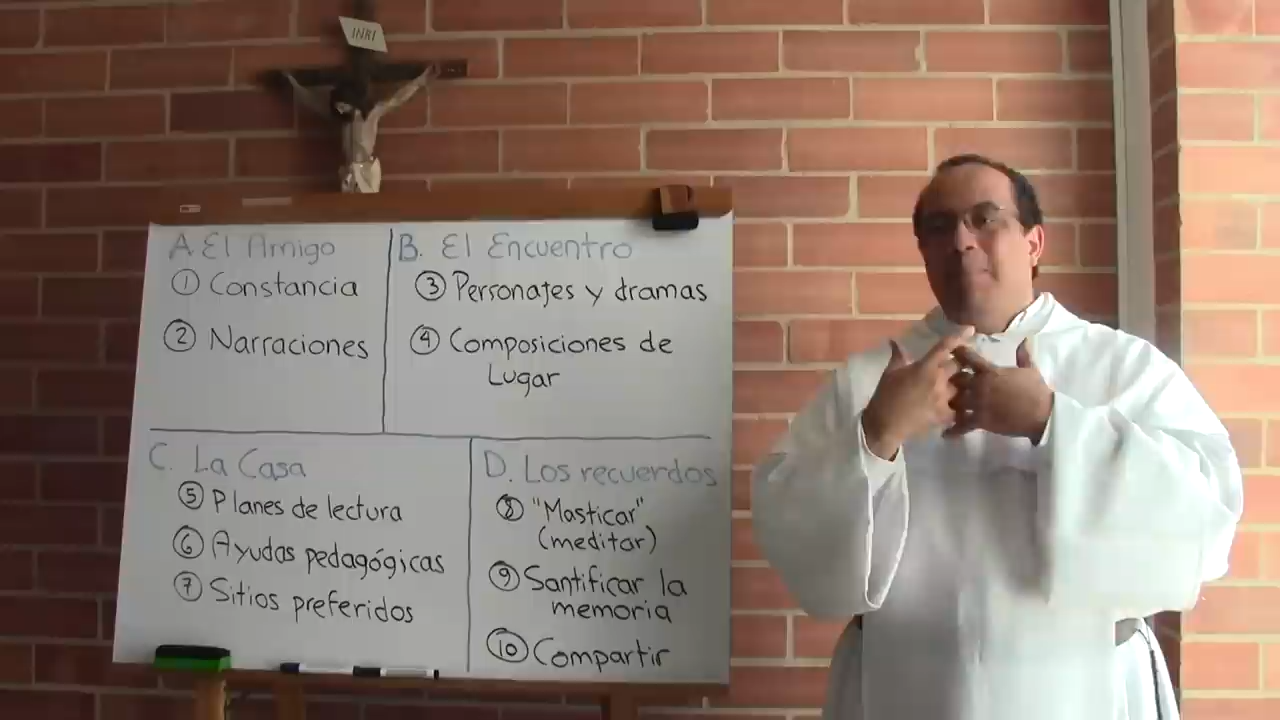 INRI
A. El Amigo
① Constancia
② Narraciones
B. El Encuentro
③ Personajes y dramas
④ Composiciones de
Lugar
C. La Casa
⑤ Planes de lectura
⑥ Ayudas pedagógicas
⑦ Sitios preferidos
D. Los recuerdos
⑧ "Masticar"
(meditar)
⑨ Santificar la
memoria
⑩ Compartir